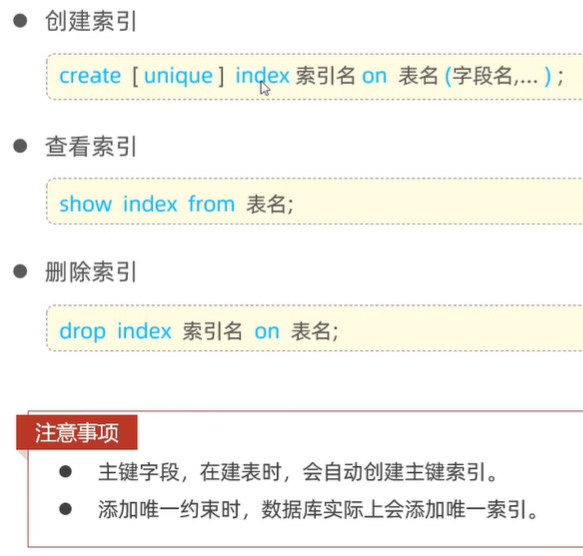 ● 创建索引
create [ unique ] index 索引名 on 表名 (字段名,... ) ;
● 查看索引
show index from 表名;
● 删除索引
drop index 索引名 on 表名;
注意事项
● 主键字段，在建表时，会自动创建主键索引。
● 添加唯一约束时，数据库实际上会添加唯一索引。